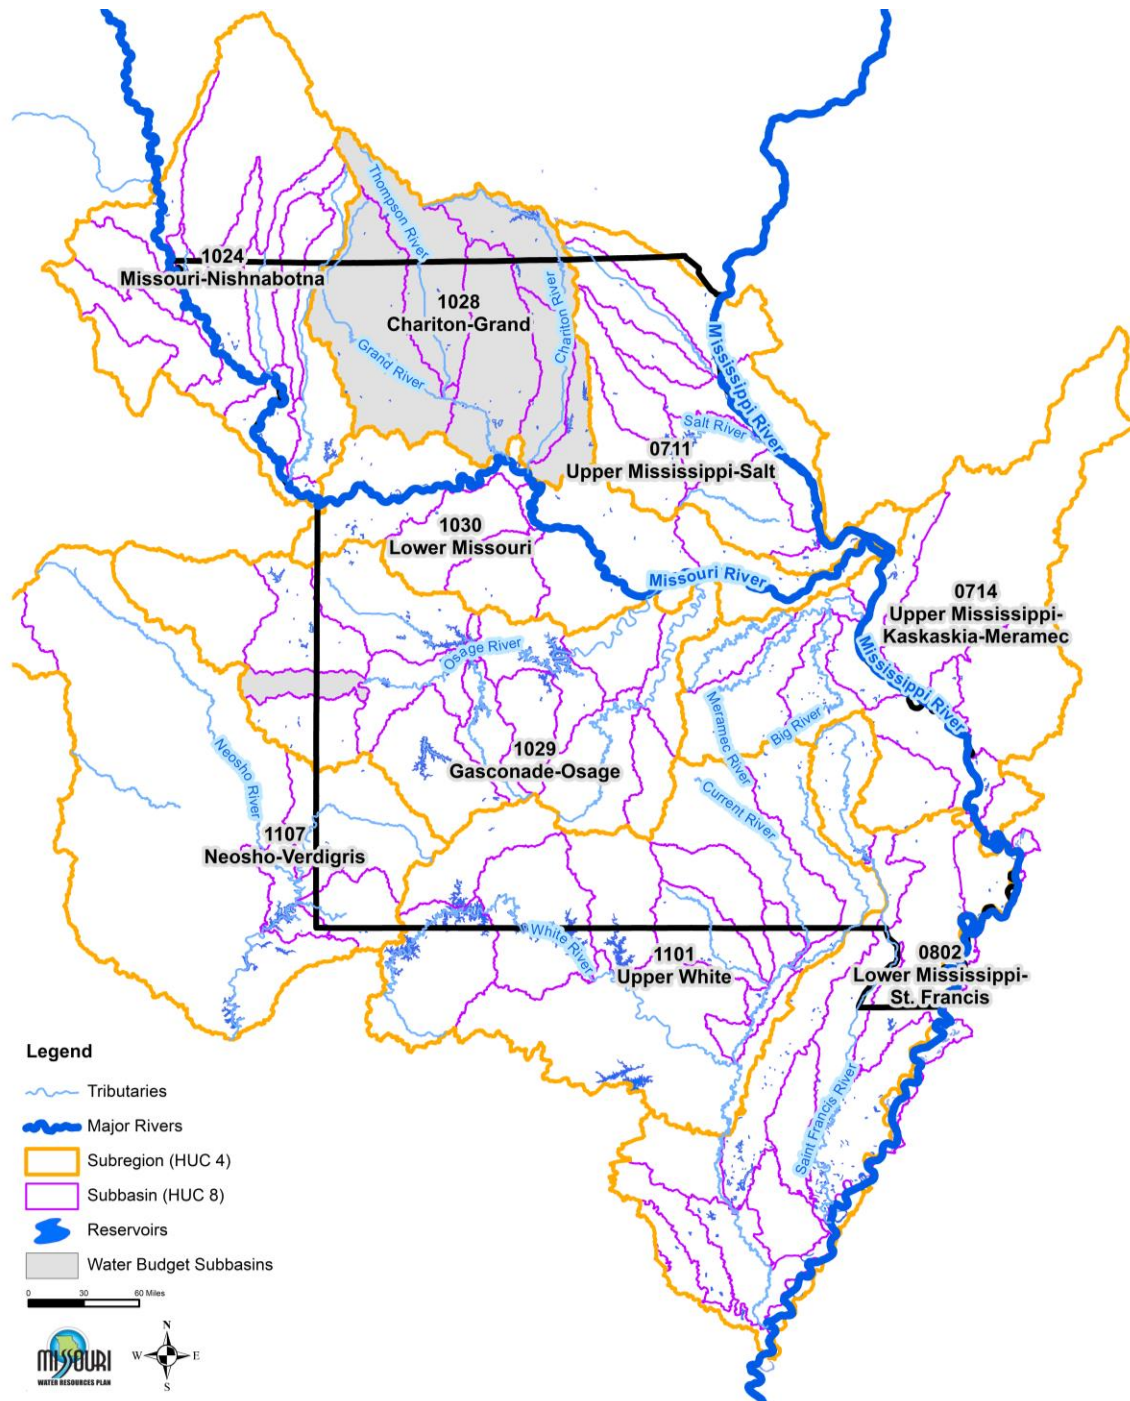 Thompson River
1024
Missouri-Nishnabotna
1028
Chariton-Grand
Chariton River
Grand River
Mississippi River
Salt River
0711
Upper Mississippi-Salt
1030
Lower Missouri
Missouri River
0714
Upper Mississippi-
Kaskaskia-Meramec
Osage River
Mississippi River
Meramec River
Big River
Neosho River
1029
Gasconade-Osage
Current River
1107
Neosho-Verdigris
White River
1101
Upper White
0802
Lower Mississippi-
St. Francis
Saint Francis River
Legend
Tributaries
Major Rivers
Subregion (HUC 4)
Subbasin (HUC 8)
Reservoirs
Water Budget Subbasins
0 30 60 Miles
MISSOURI
WATER RESOURCES PLAN
N
W E
S